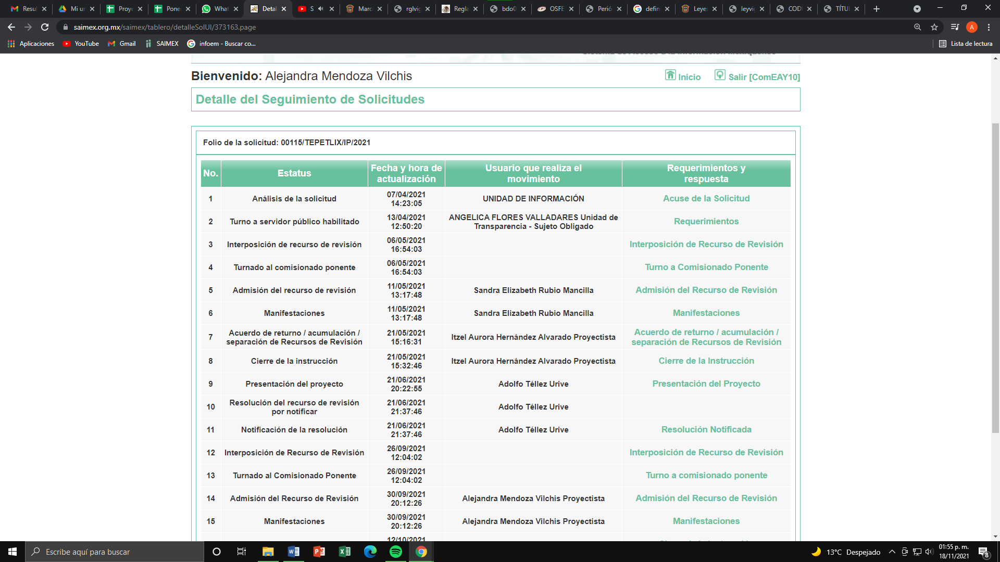 Resu
Mi ur
Proye
Pone
What
Detal
S
Marc
rglvig
Regla
bdo0
OSFE
Perió
defin
Leyes
leyvig
CODI
TÍTUL
saimex.org.mx/saimex/tablero/detalleSolUI/373163.page
A
Aplicaciones
YouTube
Gmail
SAIMEX
infoem - Buscar co...
Lista de lectura
Bienvenido: Alejandra Mendoza Vilchis
Inicio
Salir [ComEAY10]
Detalle del Seguimiento de Solicitudes
Folio de la solicitud: 00115/TEPETLIX/IP/2021
No.
Estatus
Fecha y hora de
actualización
Usuario que realiza el
movimiento
Requerimientos y
respuesta
1
Análisis de la solicitud
07/04/2021
14:23:05
UNIDAD DE INFORMACIÓN
Acuse de la Solicitud
2
Turno a servidor público habilitado
13/04/2021
12:50:20
ANGELICA FLORES VALLADARES Unidad de
Transparencia - Sujeto Obligado
Requerimientos
3
Interposición de recurso de revisión
06/05/2021
16:54:03
Interposición de Recurso de Revisión
4
Turnado al comisionado ponente
06/05/2021
16:54:03
Turno a Comisionado Ponente
5
Admisión del recurso de revisión
11/05/2021
13:17:48
Sandra Elizabeth Rubio Mancilla
Admisión del Recurso de Revisión
6
Manifestaciones
11/05/2021
13:17:48
Sandra Elizabeth Rubio Mancilla
Manifestaciones
7
Acuerdo de returno / acumulación /
separación de Recursos de Revisión
21/05/2021
15:16:31
Itzel Aurora Hernández Alvarado Proyectista
Acuerdo de returno / acumulación /
separación de Recursos de Revisión
8
Cierre de la instrucción
21/05/2021
15:32:46
Itzel Aurora Hernández Alvarado Proyectista
Cierre de la Instrucción
9
Presentación del proyecto
21/06/2021
20:22:55
Adolfo Téllez Urive
Presentación del Proyecto
10
Resolución del recurso de revisión
por notificar
21/06/2021
21:37:46
Adolfo Téllez Urive
11
Notificación de la resolución
21/06/2021
21:37:46
Adolfo Téllez Urive
Resolución Notificada
12
Interposición de Recurso de Revisión
26/09/2021
12:04:02
Interposición de Recurso de Revisión
13
Turnado al Comisionado Ponente
26/09/2021
12:04:02
Turno a comisionado ponente
14
Admisión del Recurso de Revisión
30/09/2021
20:12:26
Alejandra Mendoza Vilchis Proyectista
Admisión del Recurso de Revisión
15
Manifestaciones
30/09/2021
20:12:26
Alejandra Mendoza Vilchis Proyectista
Manifestaciones
12/10/2021
Escribe aquí para buscar
13°C Despejado
01:55 p. m.
18/11/2021
8